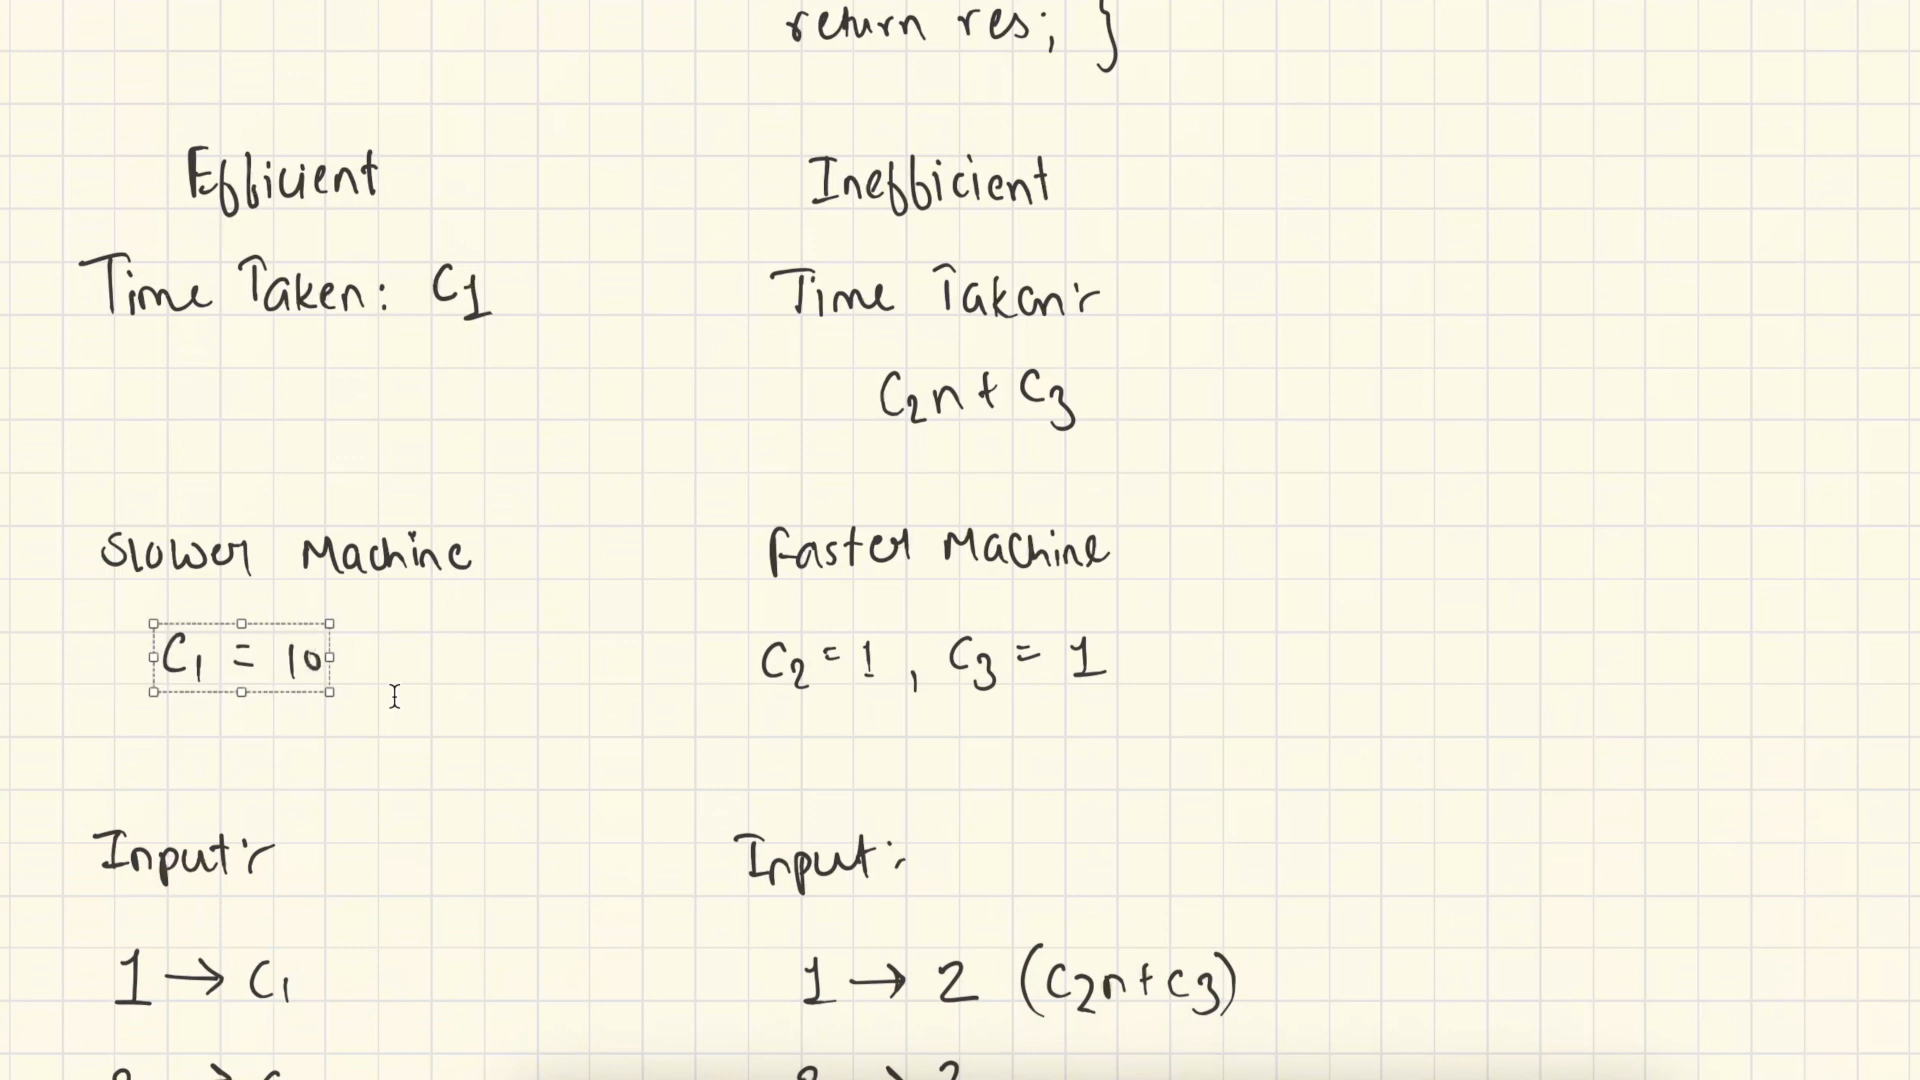 return res; }
Efficient
Inefficient
Time Taken: C1
Time Taken:-
C2n + C3
Slower Machine
Faster Machine
C1 = 10
C2 = 1 , C3 = 1
Input:-
Input:-
1 → C1
1 → 2 (C2n + C3)